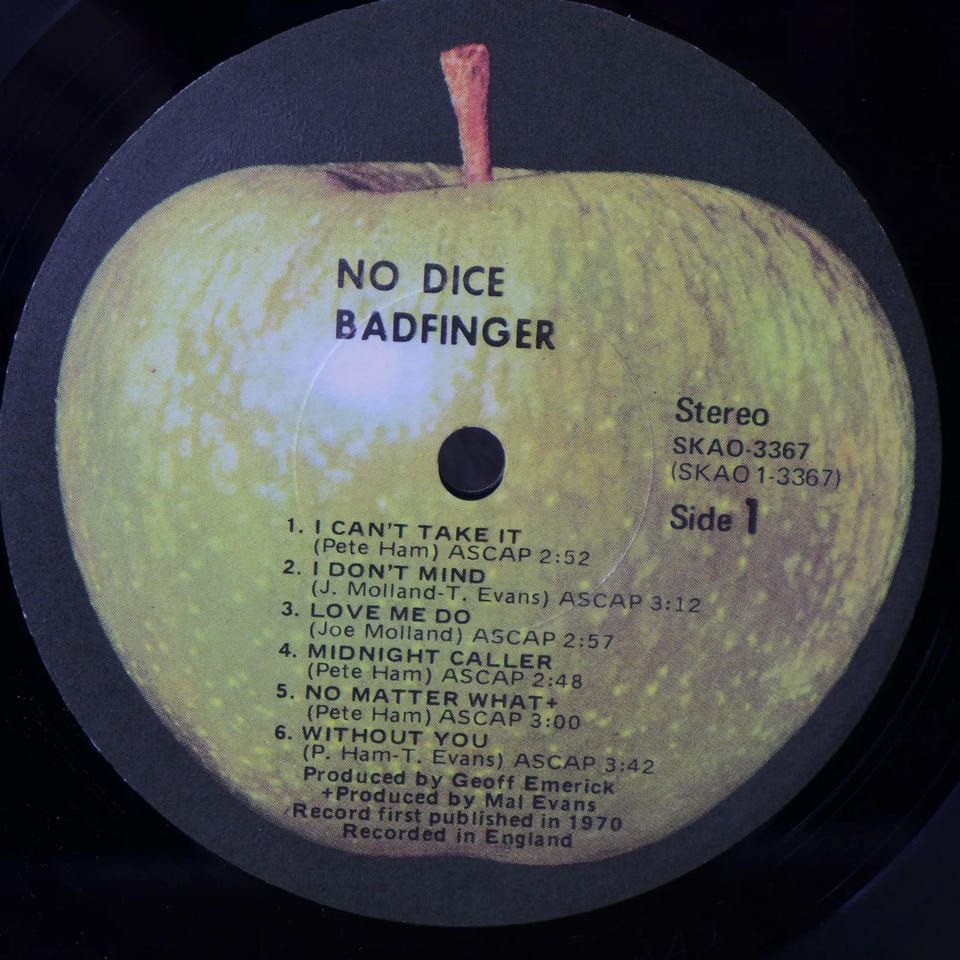 NO DICE
BADFINGER
Stereo
SKAO-3367
(SKAO 1-3367)
Side 1
1. I CAN'T TAKE IT
(Pete Ham) ASCAP 2:52
2. I DON'T MIND
(J. Molland-T. Evans) ASCAP 3:12
3. LOVE ME DO
(Joe Molland) ASCAP 2:57
4. MIDNIGHT CALLER
(Pete Ham) ASCAP 2:48
5. NO MATTER WHAT+
(Pete Ham) ASCAP 3:00
6. WITHOUT YOU
(P. Ham-T. Evans) ASCAP 3:42
Produced by Geoff Emerick
+Produced by Mal Evans
Record first published in 1970
Recorded in England